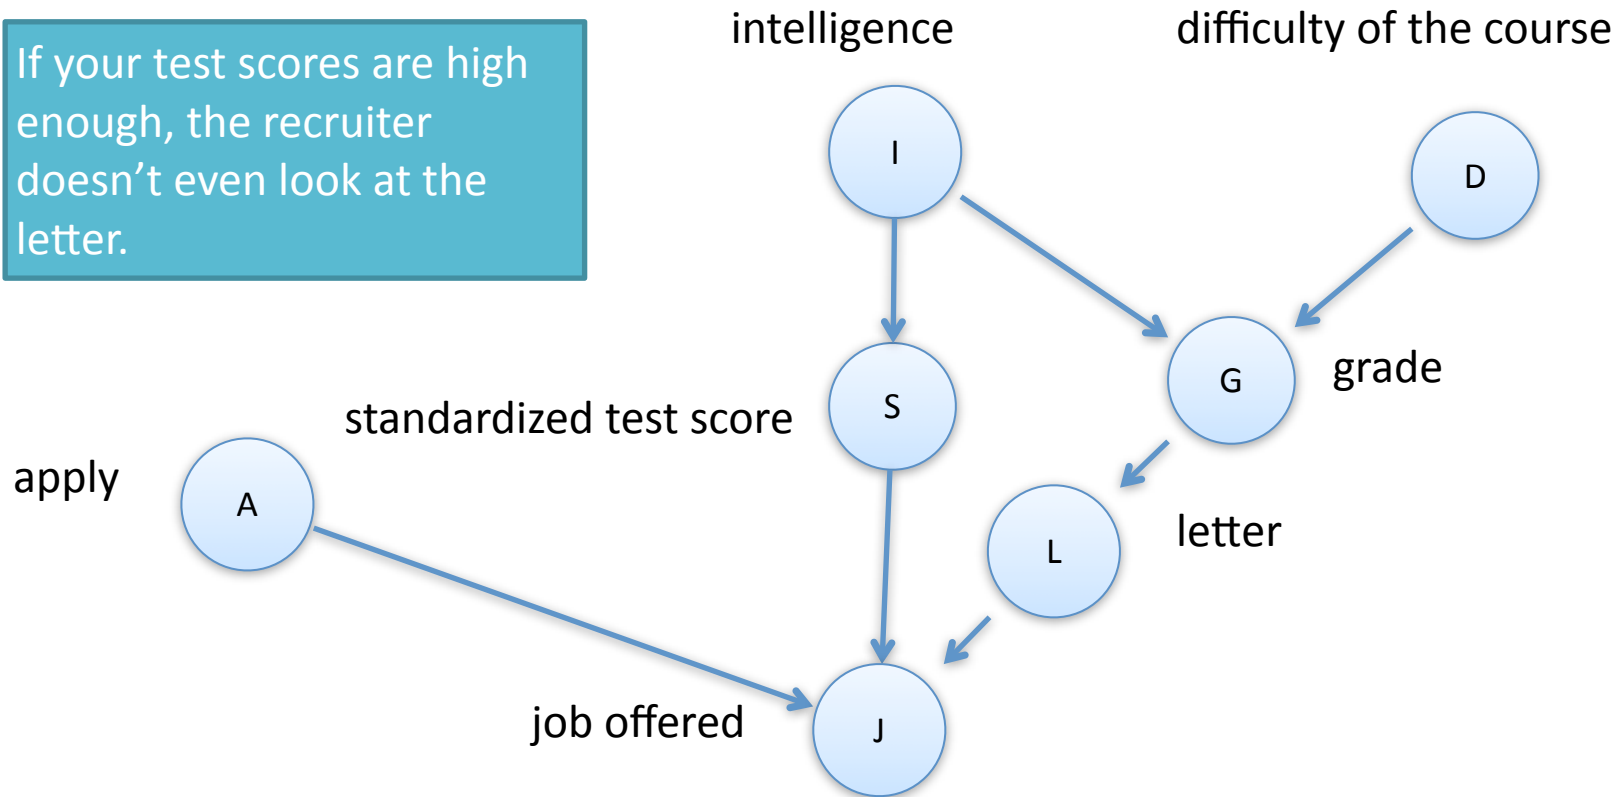 If your test scores are high
enough, the recruiter
doesn’t even look at the
letter.
intelligence
difficulty of the course
I
D
G
grade
S
standardized test score
apply
A
L
letter
job offered
J